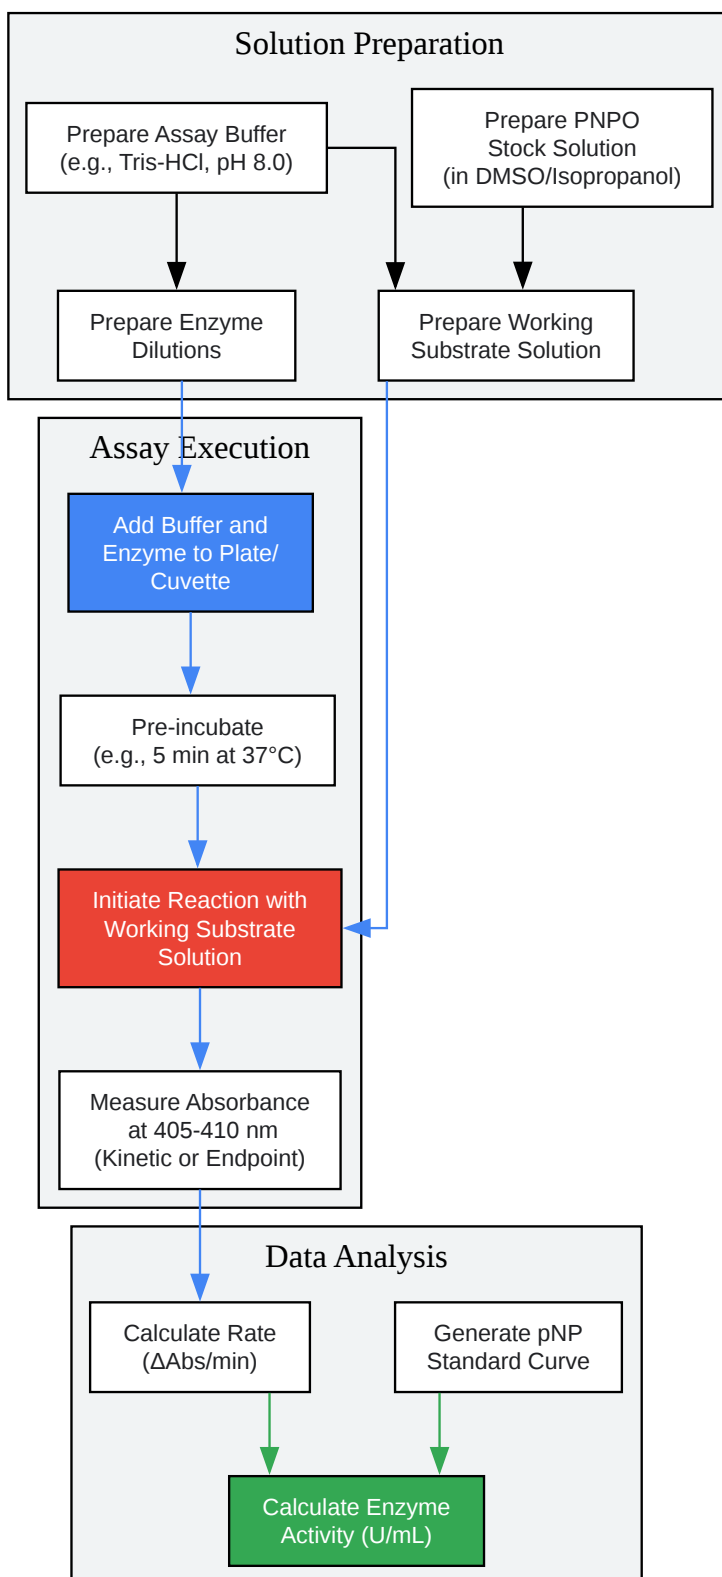 Solution Preparation
Prepare Assay Buffer
(e.g., Tris-HCl, pH 8.0)
Prepare PNPO
Stock Solution
(in DMSO/Isopropanol)
Prepare Enzyme
Dilutions
Prepare Working
Substrate Solution
Assay Execution
Add Buffer and
Enzyme to Plate/
Cuvette
Pre-incubate
(e.g., 5 min at 37°C)
Initiate Reaction with
Working Substrate
Solution
Measure Absorbance
at 405-410 nm
(Kinetic or Endpoint)
Data Analysis
Calculate Rate
(ΔAbs/min)
Generate pNP
Standard Curve
Calculate Enzyme
Activity (U/mL)